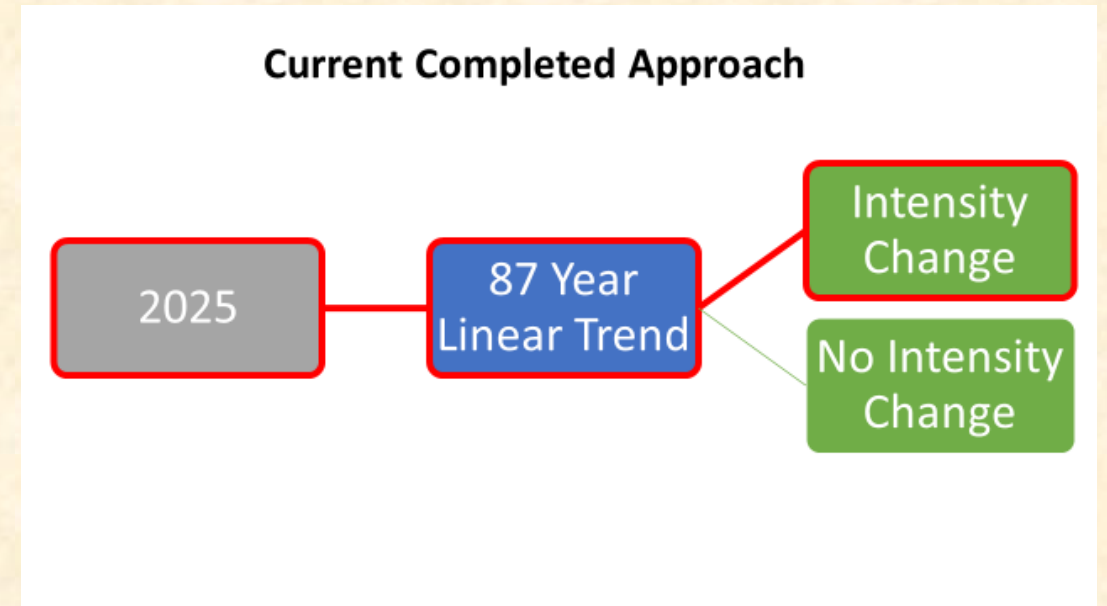 Current Completed Approach
2025
87 Year
Linear Trend
Intensity
Change
No Intensity
Change